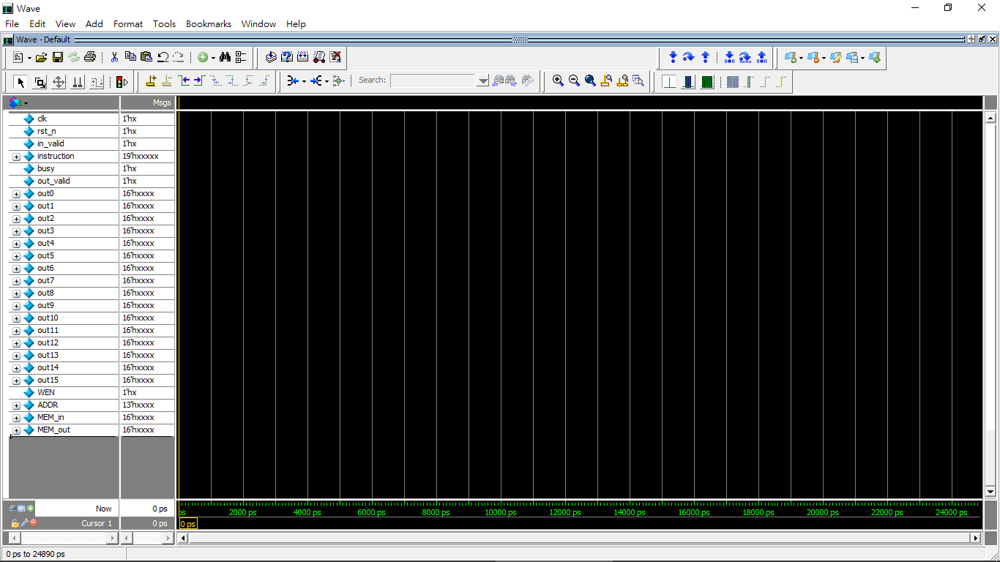 Wave
File Edit View Add Format Tools Bookmarks Window Help
Wave - Default
Search:
Msgs
clk 1'hx
rst_n 1'hx
in_valid 1'hx
instruction 19'hxxxxx
busy 1'hx
out_valid 1'hx
out0 16'hxxxx
out1 16'hxxxx
out2 16'hxxxx
out3 16'hxxxx
out4 16'hxxxx
out5 16'hxxxx
out6 16'hxxxx
out7 16'hxxxx
out8 16'hxxxx
out9 16'hxxxx
out10 16'hxxxx
out11 16'hxxxx
out12 16'hxxxx
out13 16'hxxxx
out14 16'hxxxx
out15 16'hxxxx
WEN 1'hx
ADDR 13'hxxxx
MEM_in 16'hxxxx
MEM_out 16'hxxxx
Now 0 ps ps 2000 ps 4000 ps 6000 ps 8000 ps 10000 ps 12000 ps 14000 ps 16000 ps 18000 ps 20000 ps 22000 ps 24000 ps
Cursor 1 0 ps 0 ps
0 ps to 24890 ps